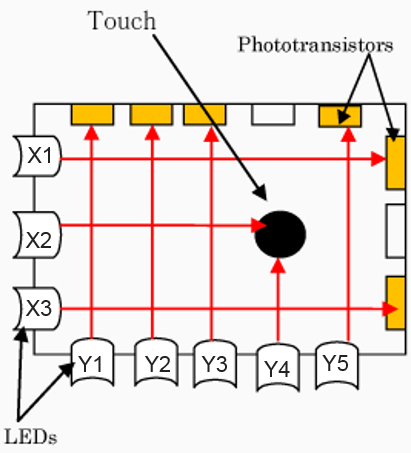 Touch
Phototransistors
X1
X2
X3
Y1
Y2
Y3
Y4
Y5
LEDs